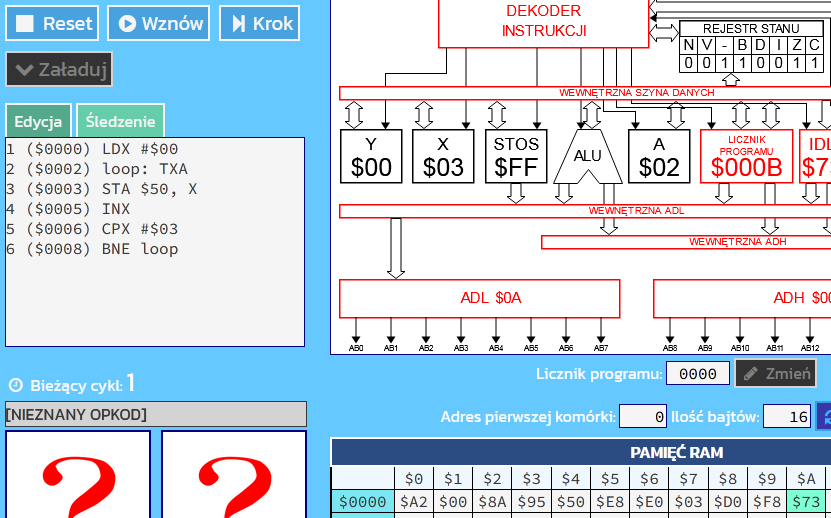 Reset
Wznów
Krok
Załaduj
Edycja
Śledzenie
1 ($0000) LDX #$00
2 ($0002) loop: TXA
3 ($0003) STA $50, X
4 ($0005) INX
5 ($0006) CPX #$03
6 ($0008) BNE loop
Bieżący cykl: 1
[NIEZNANY OPKOD]
? ?
DEKODER
INSTRUKCJI
REJESTR STANU
N V - B D I Z C
0 0 1 1 0 0 1 1
WEWNĘTRZNA SZYNA DANYCH
Y
$00
X
$03
STOS
$FF
ALU
A
$02
LICZNIK
PROGRAMU
$000B
WEWNĘTRZNA ADL
WEWNĘTRZNA ADH
ADL $0A
ADH
AB0 AB1 AB2 AB3 AB4 AB5 AB6 AB7 AB8 AB9 AB10 AB11 AB12
Licznik programu: 0000 Zmień
Adres pierwszej komórki: 0 Ilość bajtów: 16
PAMIĘĆ RAM
$0 $1 $2 $3 $4 $5 $6 $7 $8 $9 $A
$0000 $A2 $00 $8A $95 $50 $E8 $E0 $03 $D0 $F8 $73